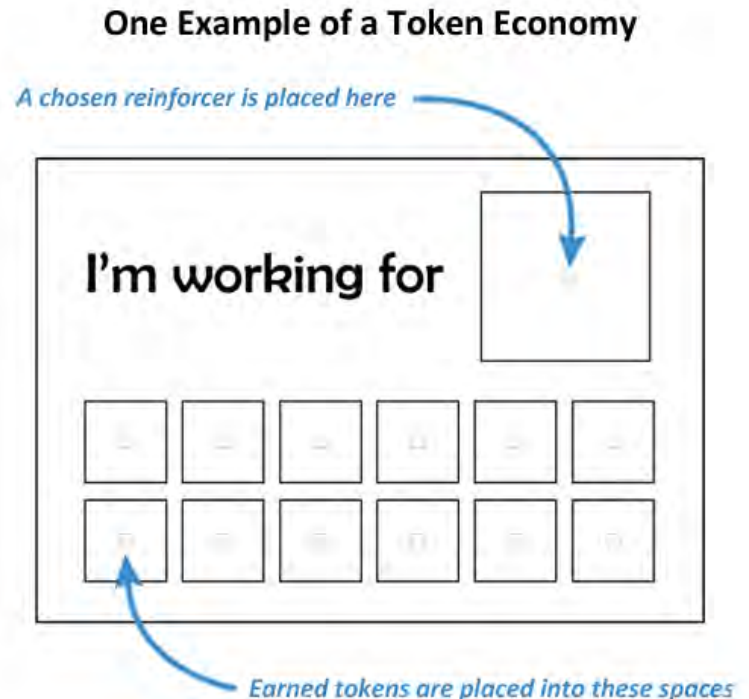 One Example of a Token Economy
A chosen reinforcer is placed here
I'm working for
Earned tokens are placed into these spaces